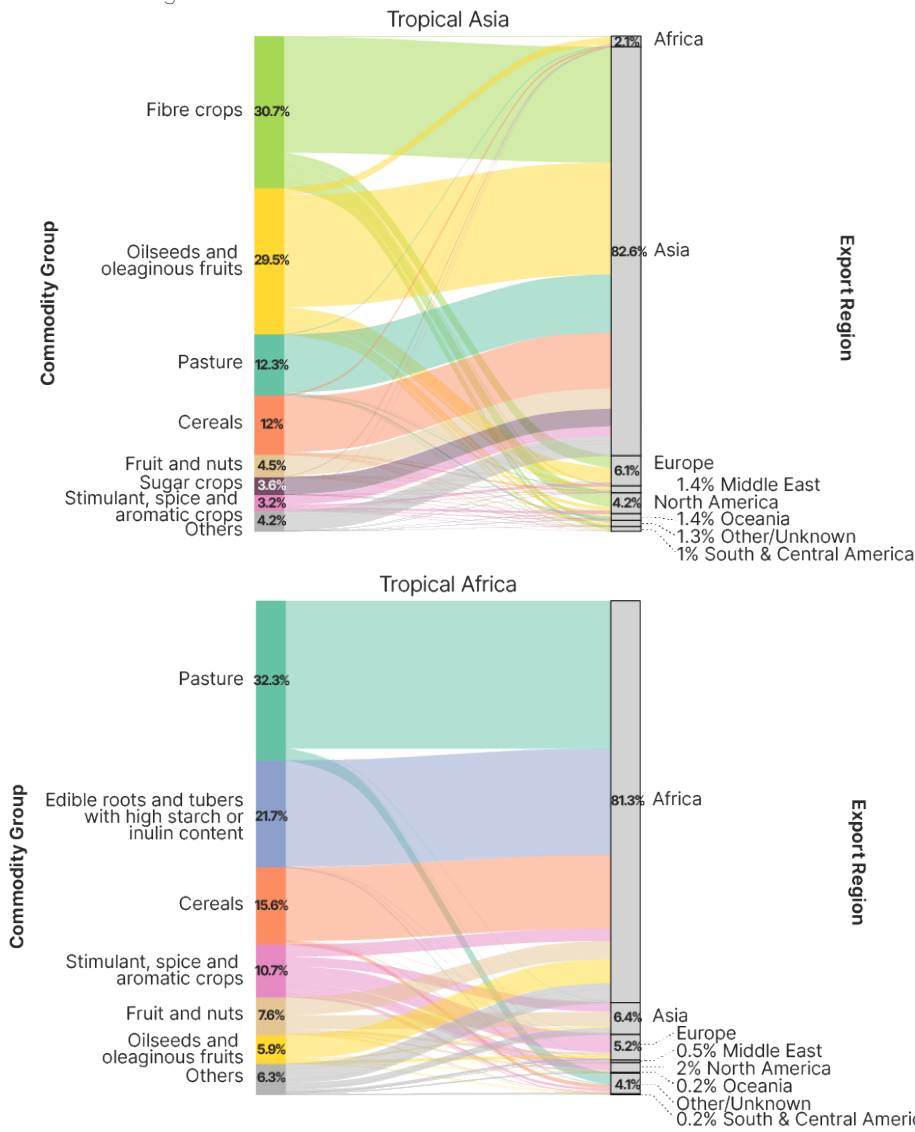 Tropical Asia
Commodity Group
Export Region
Fibre crops
30.7%
Oilseeds and
oleaginous fruits
29.5%
Pasture
12.3%
Cereals
12%
Fruit and nuts
4.5%
Sugar crops
3.6%
Stimulant, spice and
aromatic crops
3.2%
Others
4.2%
2.1%
Africa
82.6%
Asia
6.1%
Europe
1.4% Middle East
4.2%
North America
1.4% Oceania
1.3% Other/Unknown
1% South & Central America
Tropical Africa
Commodity Group
Export Region
Pasture
32.3%
Edible roots and tubers
with high starch or
inulin content
21.7%
Cereals
15.6%
Stimulant, spice and
aromatic crops
10.7%
Fruit and nuts
7.6%
Oilseeds and
oleaginous fruits
5.9%
Others
6.3%
81.3%
Africa
6.4%
Asia
5.2%
Europe
0.5% Middle East
2% North America
0.2% Oceania
4.1%
Other/Unknown
0.2% South & Central Ameri